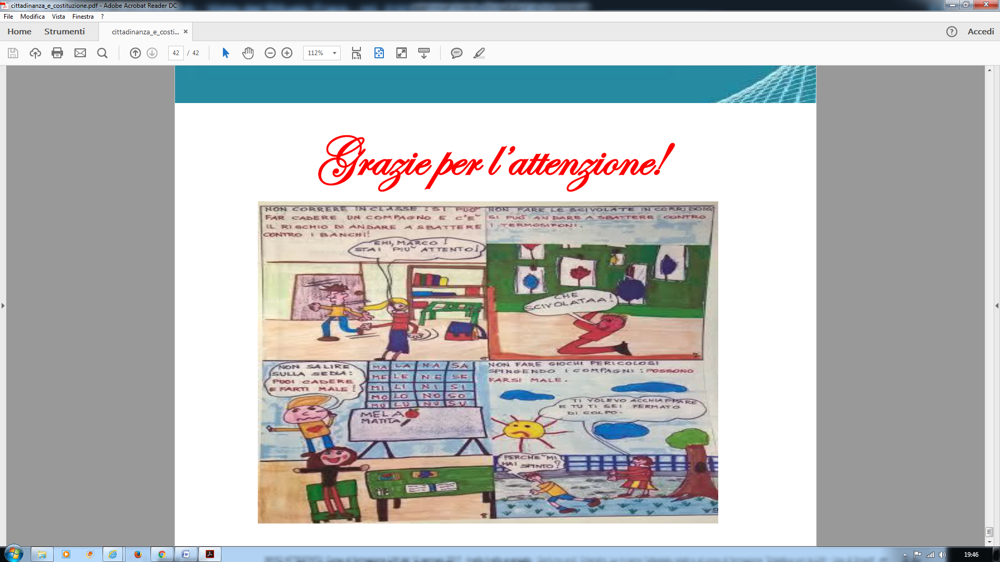 cittadinanza_e_costituzione.pdf - Adobe Acrobat Reader DC
File Modifica Vista Finestra ?
Home Strumenti cittadinanza_e_costi... × ? Accedi
42 / 42 112%
Grazie per l'attenzione!
NON CORRERE IN CLASSE : SI PUO'
FAR CADERE UN COMPAGNO E C'E'
IL RISCHIO DI ANDARE A SBATTERE
CONTRO I BANCHI!
EHI, MARCO !
STAI PIU' ATTENTO!
6
NON FARE LE SCIVOLATE IN CORRIDOIO:
SI PUO' ANDARE A SBATTERE CONTRO
I TERMOSIFONI.
CHE
SCIVOLATAA!
7
NON SALIRE
SULLA SEDIA:
PUOI CADERE
E FARTI MALE!
MA LA NA SA
ME LE NE SE
MI LI NI SI
MO LO NO SO
MU LU NU SU
MELA
MATITA
8
NON FARE GIOCHI PERICOLOSI
SPINGENDO I COMPAGNI : POSSONO
FARSI MALE.
TI VOLEVO ACCHIAPPARE
E TU TI SEI FERMATO
DI COLPO.
PERCHE' MI
HAI SPINTO?
9
19:46